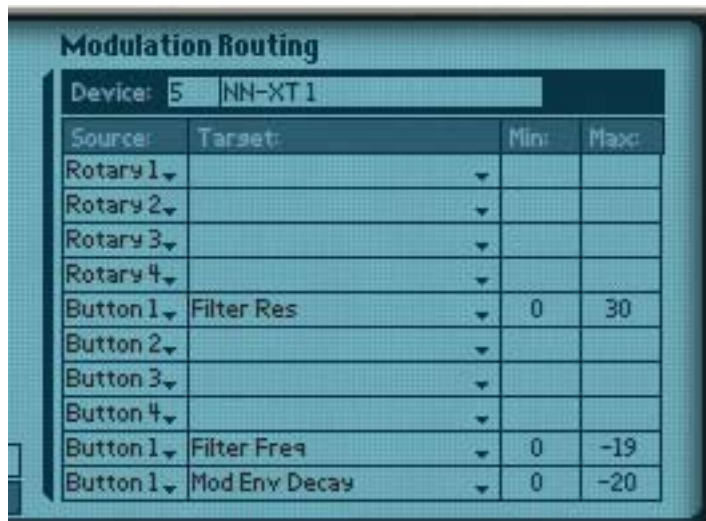 Modulation Routing
Device: 5 NN-XT 1
Source: Target: Min: Max:
Rotary 1
Rotary 2
Rotary 3
Rotary 4
Button 1 Filter Res 0 30
Button 2
Button 3
Button 4
Button 1 Filter Freq 0 -19
Button 1 Mod Env Decay 0 -20